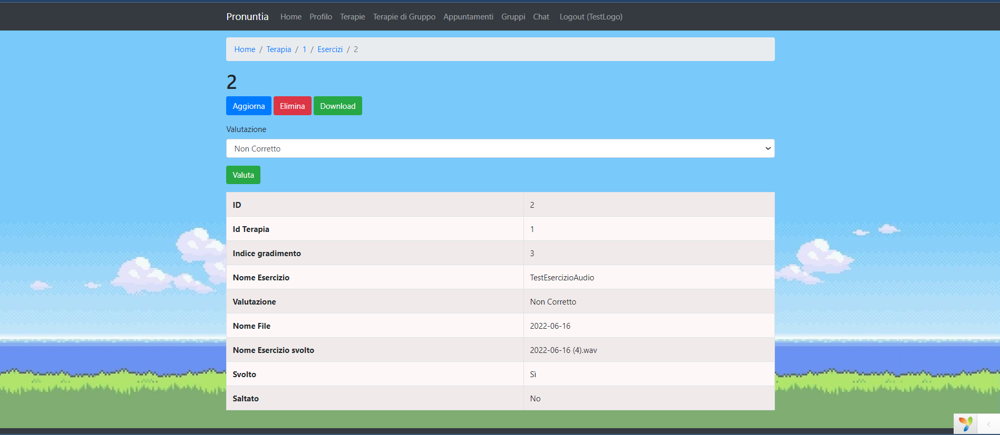 Pronuntia Home Profilo Terapie Terapie di Gruppo Appuntamenti Gruppi Chat Logout (TestLogo)
Home / Terapia / 1 / Esercizi / 2
2
Aggiorna Elimina Download
Valutazione
Non Corretto
Valuta
ID 2
Id Terapia 1
Indice gradimento 3
Nome Esercizio TestEsercizioAudio
Valutazione Non Corretto
Nome File 2022-06-16
Nome Esercizio svolto 2022-06-16 (4).wav
Svolto Sì
Saltato No